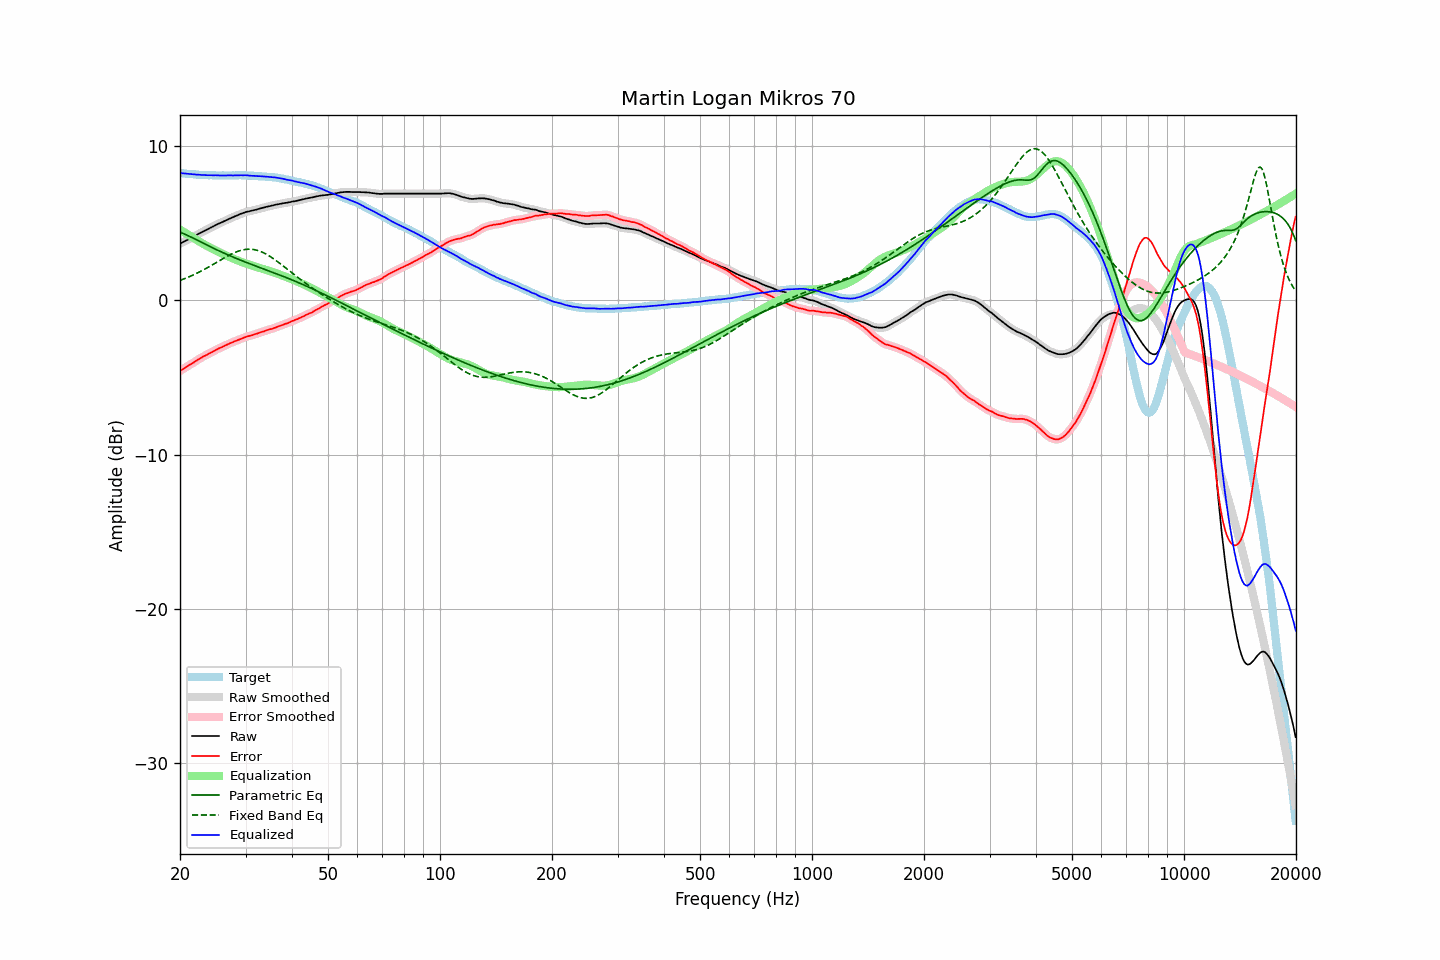 Martin Logan Mikros 70
Amplitude (dBr)
10
0
−10
−20
−30
Target
Raw Smoothed
Error Smoothed
Raw
Error
Equalization
Parametric Eq
Fixed Band Eq
Equalized
20 50 100 200 500 1000 2000 5000 10000 20000
Frequency (Hz)